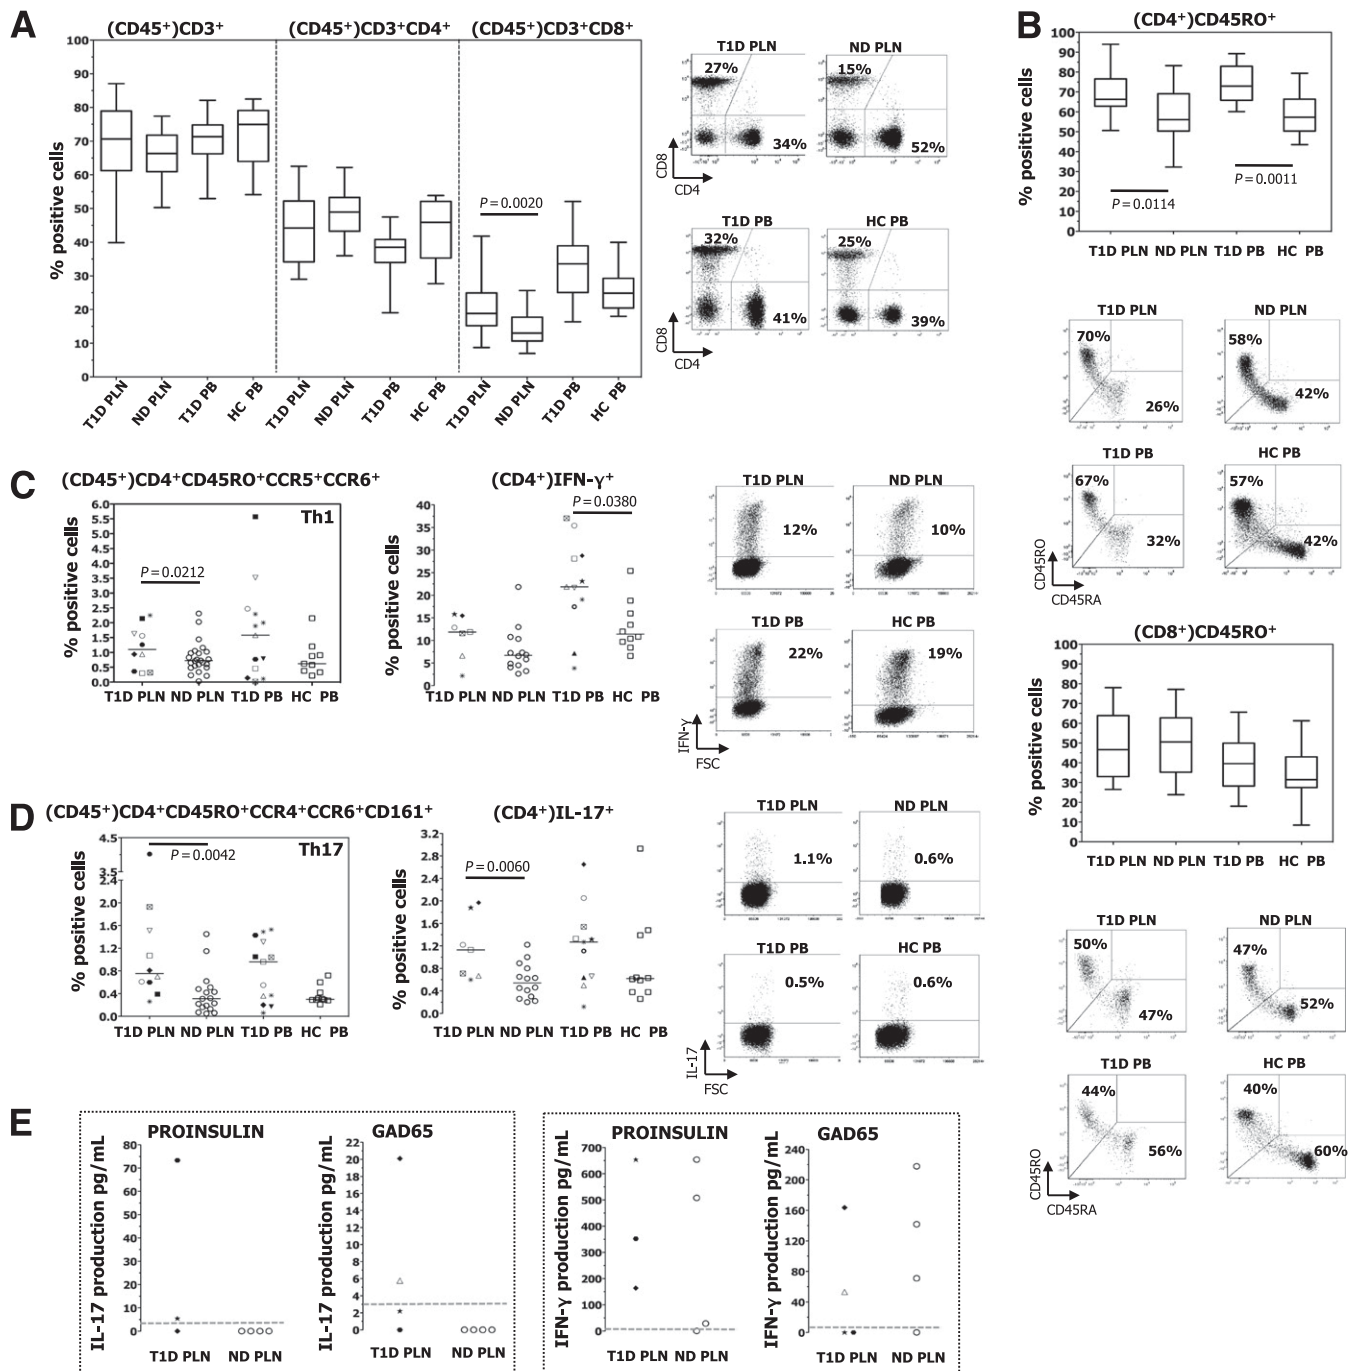 A
(CD45+)CD3+
(CD45+)CD3+CD4+
(CD45+)CD3+CD8+
% positive cells
100
90
80
70
60
50
40
30
20
10
0
P = 0.0020
T1D PLN
ND PLN
T1D PB
HC PB
T1D PLN
ND PLN
T1D PB
HC PB
T1D PLN
ND PLN
T1D PB
HC PB
T1D PLN
27%
34%
ND PLN
15%
52%
CD8
CD4
T1D PB
32%
41%
HC PB
25%
39%
CD8
CD4
B
(CD4+)CD45RO+
% positive cells
100
90
80
70
60
50
40
30
20
10
0
P = 0.0114
P = 0.0011
T1D PLN ND PLN T1D PB HC PB
T1D PLN
70%
26%
ND PLN
58%
42%
T1D PB
67%
32%
HC PB
57%
42%
CD45RO
CD45RA
(CD8+)CD45RO+
% positive cells
100
90
80
70
60
50
40
30
20
10
0
T1D PLN ND PLN T1D PB HC PB
T1D PLN
50%
47%
ND PLN
47%
52%
T1D PB
44%
56%
HC PB
40%
60%
CD45RO
CD45RA
C
(CD45+)CD4+CD45RO+CCR5+CCR6+
Th1
% positive cells
6.0
5.5
5.0
4.5
4.0
3.5
3.0
2.5
2.0
1.5
1.0
0.5
0.0
P = 0.0212
T1D PLN ND PLN T1D PB HC PB
(CD4+)IFN-γ+
P = 0.0380
% positive cells
40
35
30
25
20
15
10
5
0
T1D PLN ND PLN T1D PB HC PB
T1D PLN
12%
ND PLN
10%
T1D PB
22%
HC PB
19%
IFN-γ
FSC
D
(CD45+)CD4+CD45RO+CCR4+CCR6+CD161+
Th17
% positive cells
4.5
3.5
2.4
2.0
1.6
1.2
0.8
0.4
0.0
P = 0.0042
T1D PLN ND PLN T1D PB HC PB
(CD4+)IL-17+
% positive cells
3.2
2.8
2.4
2.0
1.6
1.2
0.8
0.4
0.0
P = 0.0060
T1D PLN ND PLN T1D PB HC PB
T1D PLN
1.1%
ND PLN
0.6%
T1D PB
0.5%
HC PB
0.6%
IL-17
FSC
E
PROINSULIN
IL-17 production pg/mL
80
70
60
50
40
30
20
10
0
T1D PLN ND PLN
GAD65
IL-17 production pg/mL
22
20
18
16
14
12
10
8
6
4
2
0
T1D PLN ND PLN
PROINSULIN
IFN-γ production pg/mL
700
600
500
400
300
200
100
0
T1D PLN ND PLN
GAD65
IFN-γ production pg/mL
240
200
160
120
80
40
0
T1D PLN ND PLN